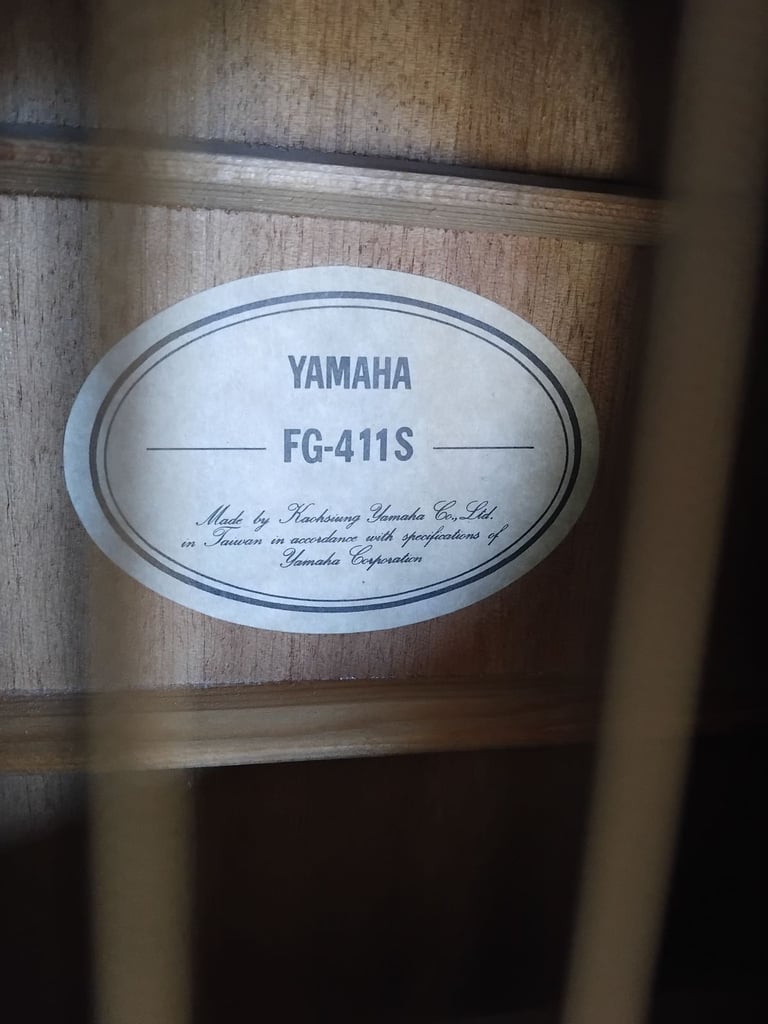 YAMAHA
FG-411S
Made by Kaohsiung Yamaha Co., Ltd.
in Taiwan in accordance with specifications of
Yamaha Corporation